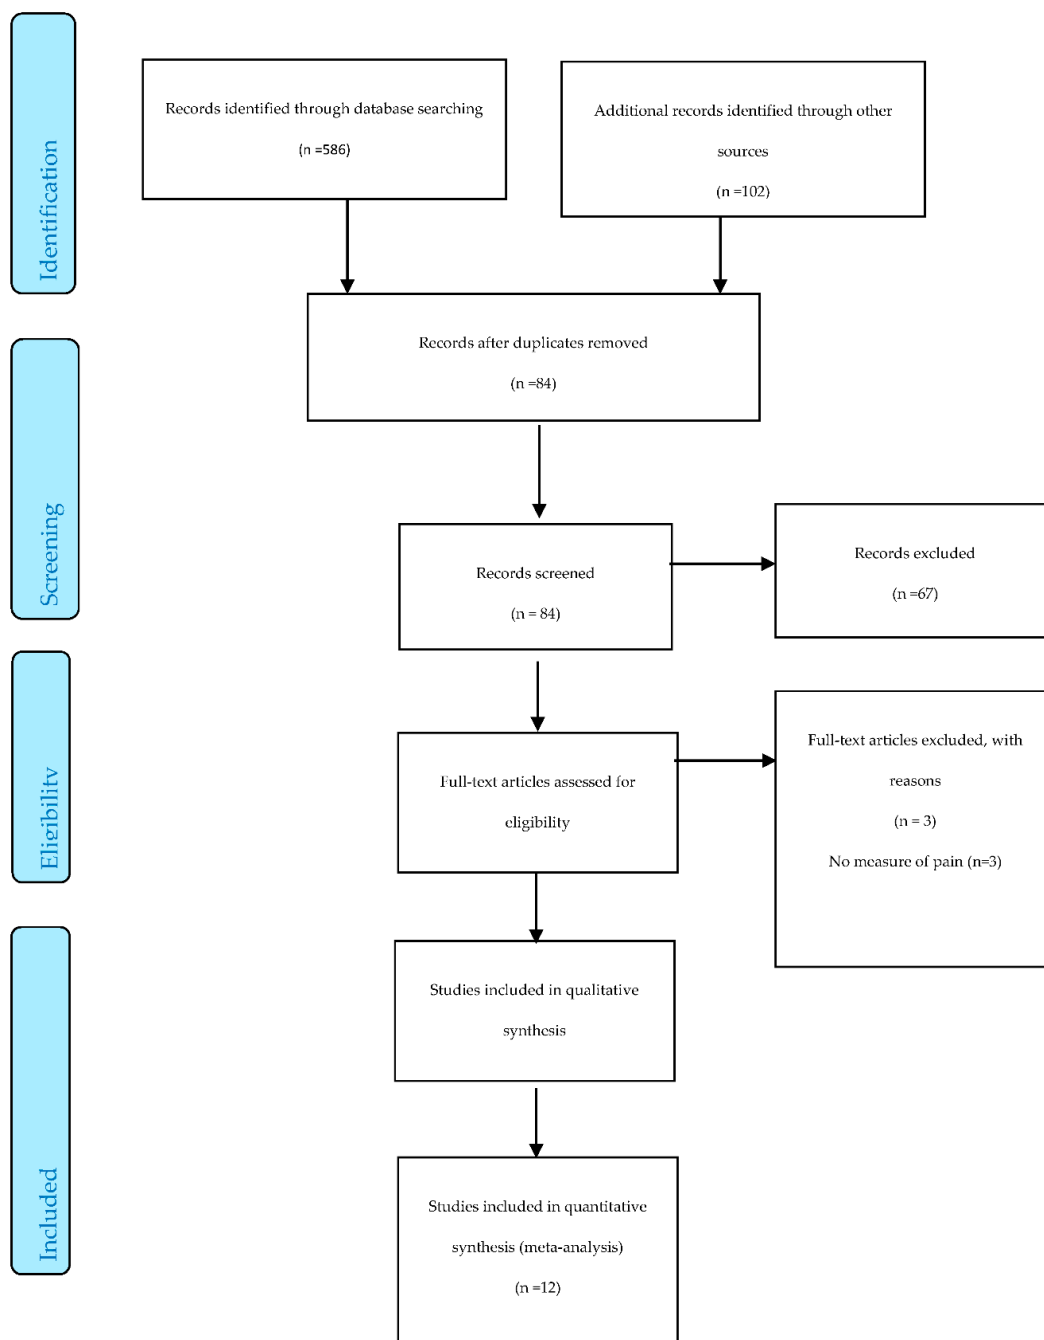 Identification
Records identified through database searching
(n =586)
Additional records identified through other
sources
(n =102)
Records after duplicates removed
(n =84)
Screening
Records screened
(n = 84)
Records excluded
(n =67)
Eligibility
Full-text articles assessed for
eligibility
Full-text articles excluded, with
reasons
(n = 3)
No measure of pain (n=3)
Included
Studies included in qualitative
synthesis
Studies included in quantitative
synthesis (meta-analysis)
(n =12)